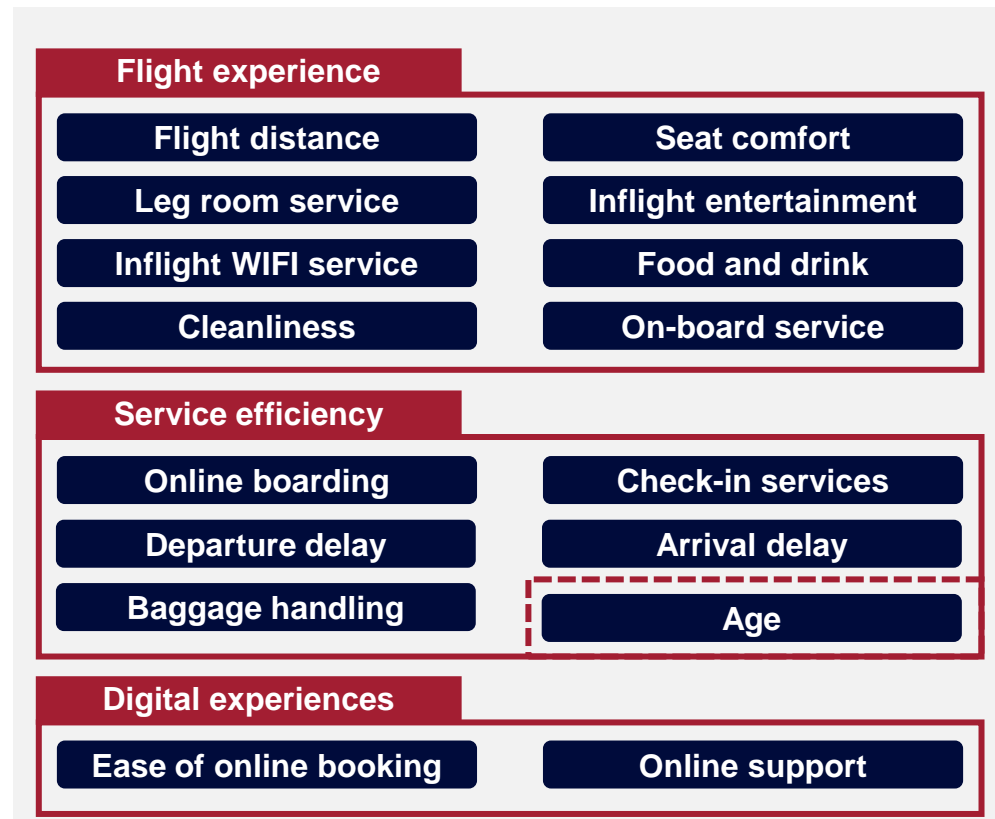 Flight experience
Flight distance
Seat comfort
Leg room service
Inflight entertainment
Inflight WIFI service
Food and drink
Cleanliness
On-board service
Service efficiency
Online boarding
Check-in services
Departure delay
Arrival delay
Baggage handling
Age
Digital experiences
Ease of online booking
Online support